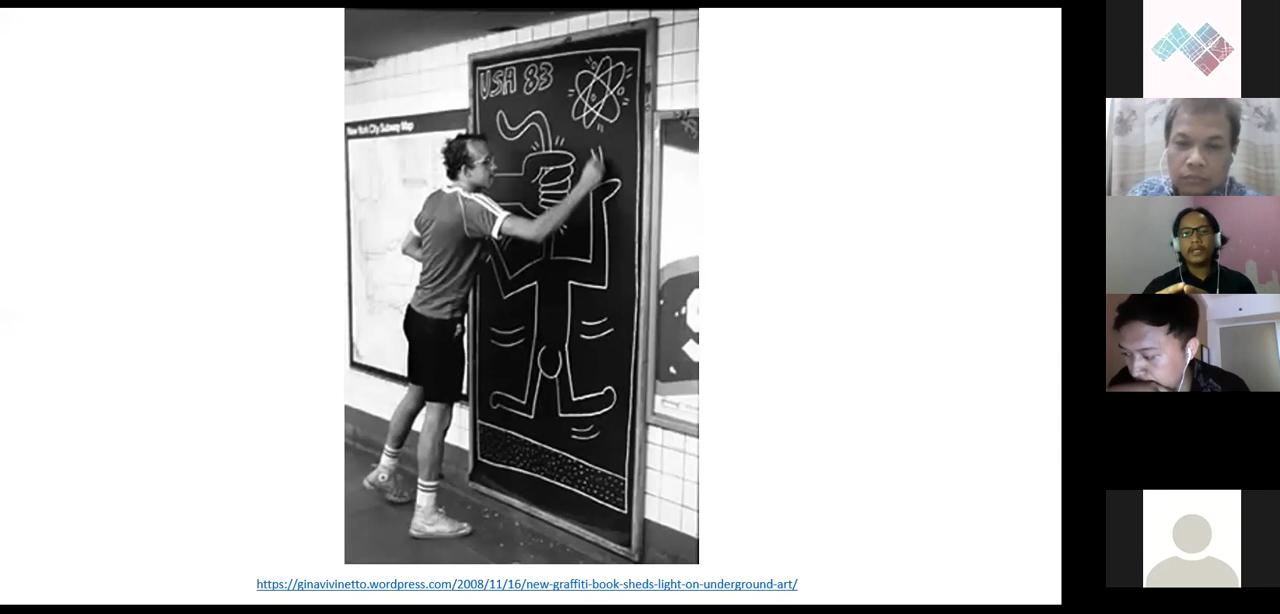 USA 83
New York City Subway Map
https://ginavivinetto.wordpress.com/2008/11/16/new-graffiti-book-sheds-light-on-underground-art/